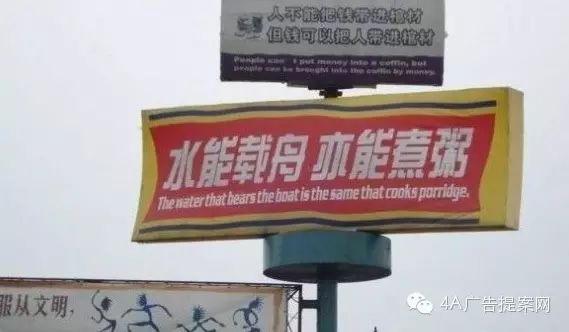 人不能把钱带进棺材
但钱可以把人带进棺材
People can't put money into a coffin, but
people can be brought into the coffin by money.
水能载舟 亦能煮粥
The water that bears the boat is the same that cooks porridge.
服从文明,
4A广告提案网